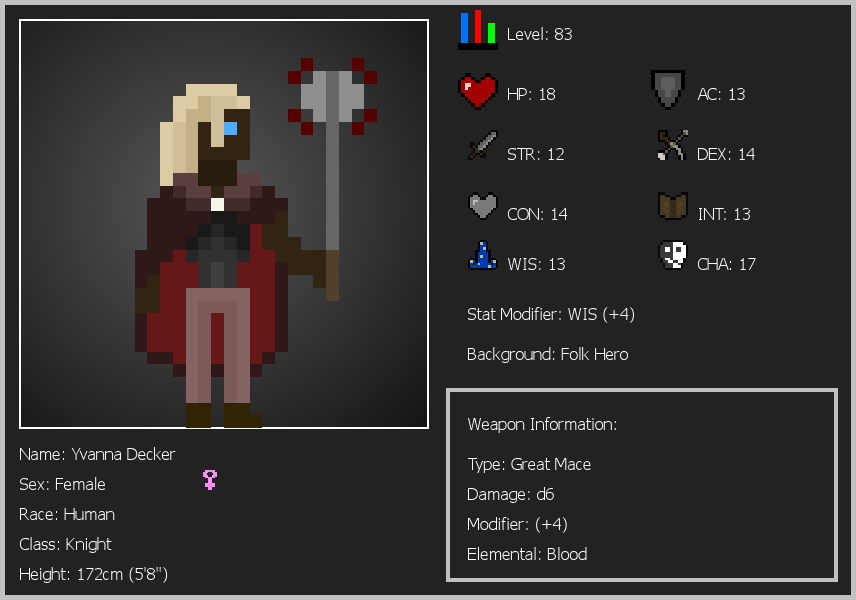 Level: 83
HP: 18
AC: 13
STR: 12
DEX: 14
CON: 14
INT: 13
WIS: 13
CHA: 17
Stat Modifier: WIS (+4)
Background: Folk Hero
Weapon Information:
Type: Great Mace
Damage: d6
Modifier: (+4)
Elemental: Blood
Name: Yvanna Decker
Sex: Female
Race: Human
Class: Knight
Height: 172cm (5'8")